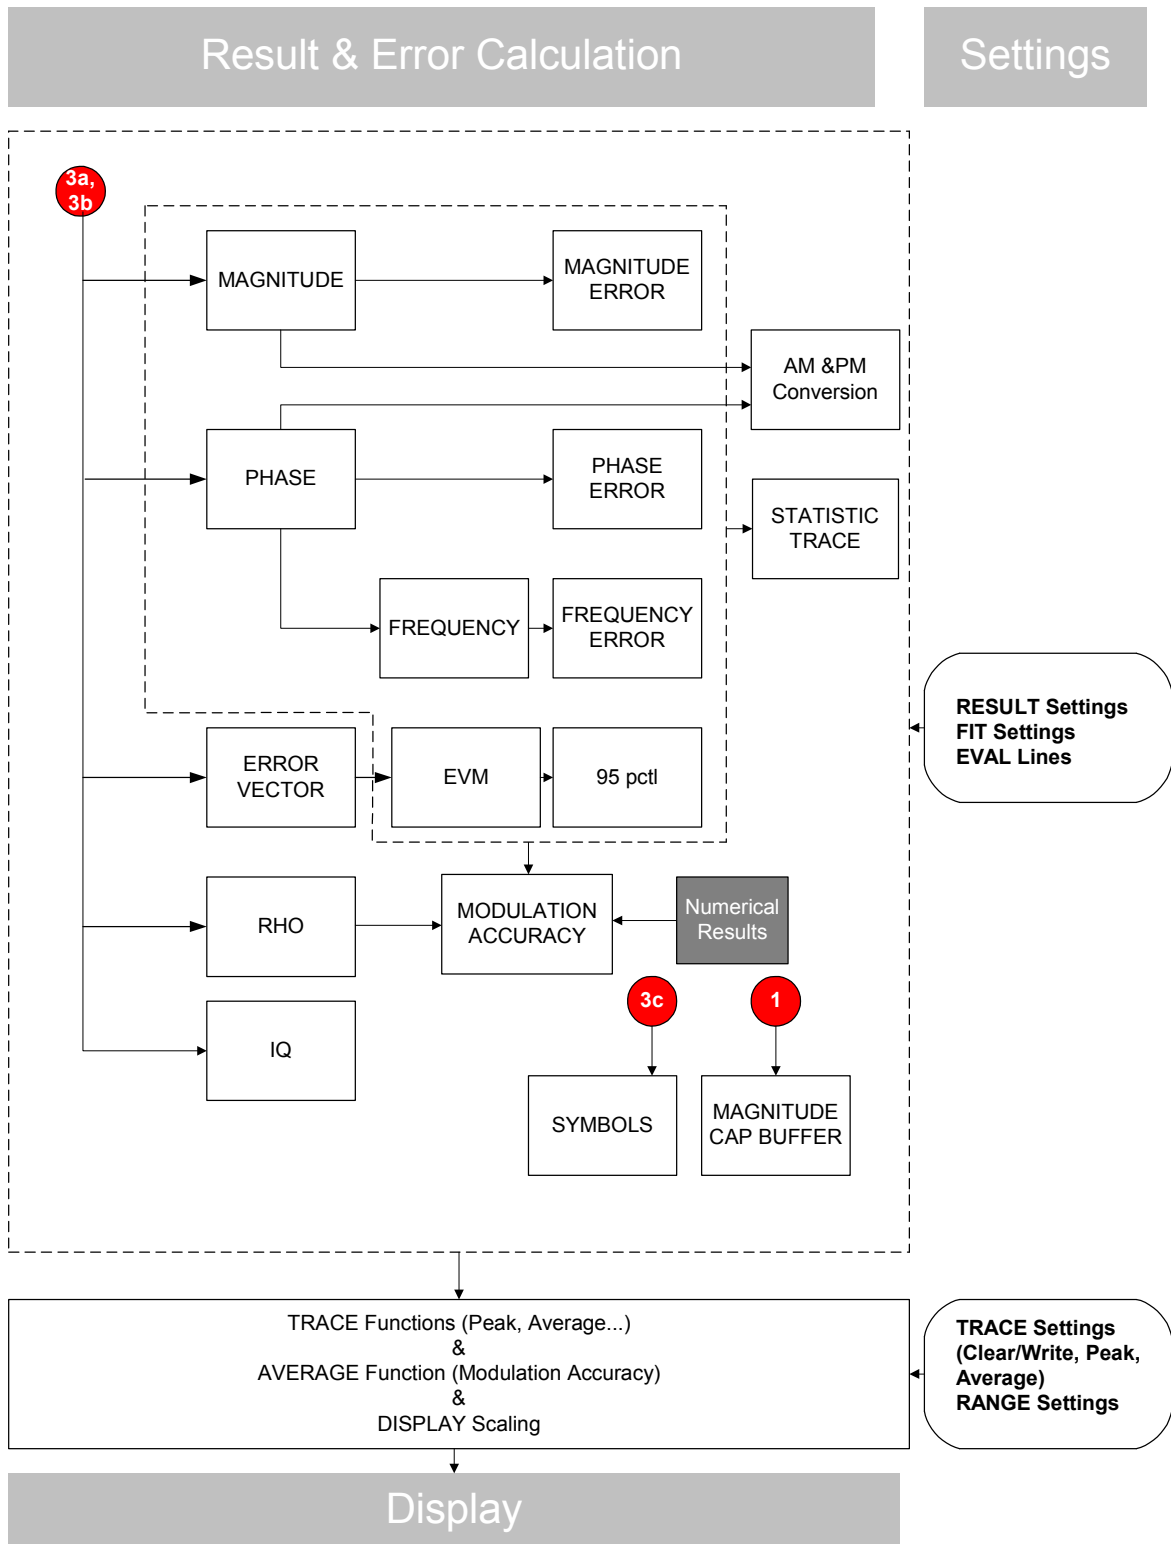 Result & Error Calculation
Settings
3a,
3b
MAGNITUDE
MAGNITUDE
ERROR
AM &PM
Conversion
PHASE
PHASE
ERROR
STATISTIC
TRACE
FREQUENCY
FREQUENCY
ERROR
RESULT Settings
FIT Settings
EVAL Lines
ERROR
VECTOR
EVM
95 pctl
RHO
MODULATION
ACCURACY
Numerical
Results
3c
1
IQ
SYMBOLS
MAGNITUDE
CAP BUFFER
TRACE Functions (Peak, Average...)
&
AVERAGE Function (Modulation Accuracy)
&
DISPLAY Scaling
TRACE Settings
(Clear/Write, Peak,
Average)
RANGE Settings
Display